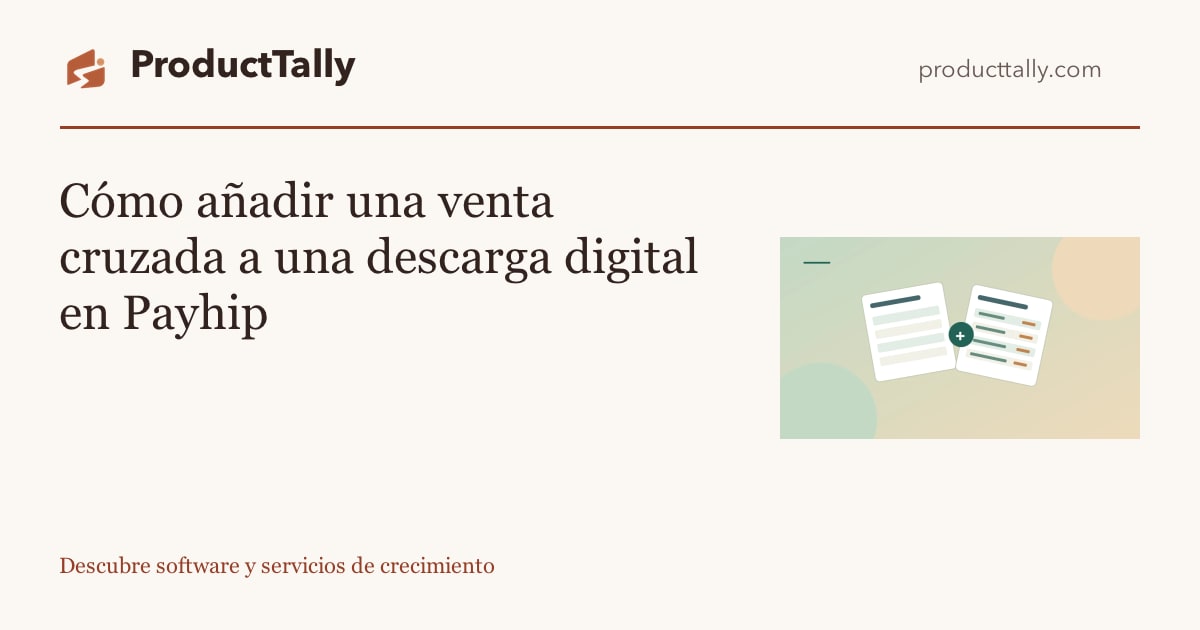 ProductTally
producttally.com
Cómo añadir una venta
cruzada a una descarga digital
en Payhip
+
Descubre software y servicios de crecimiento